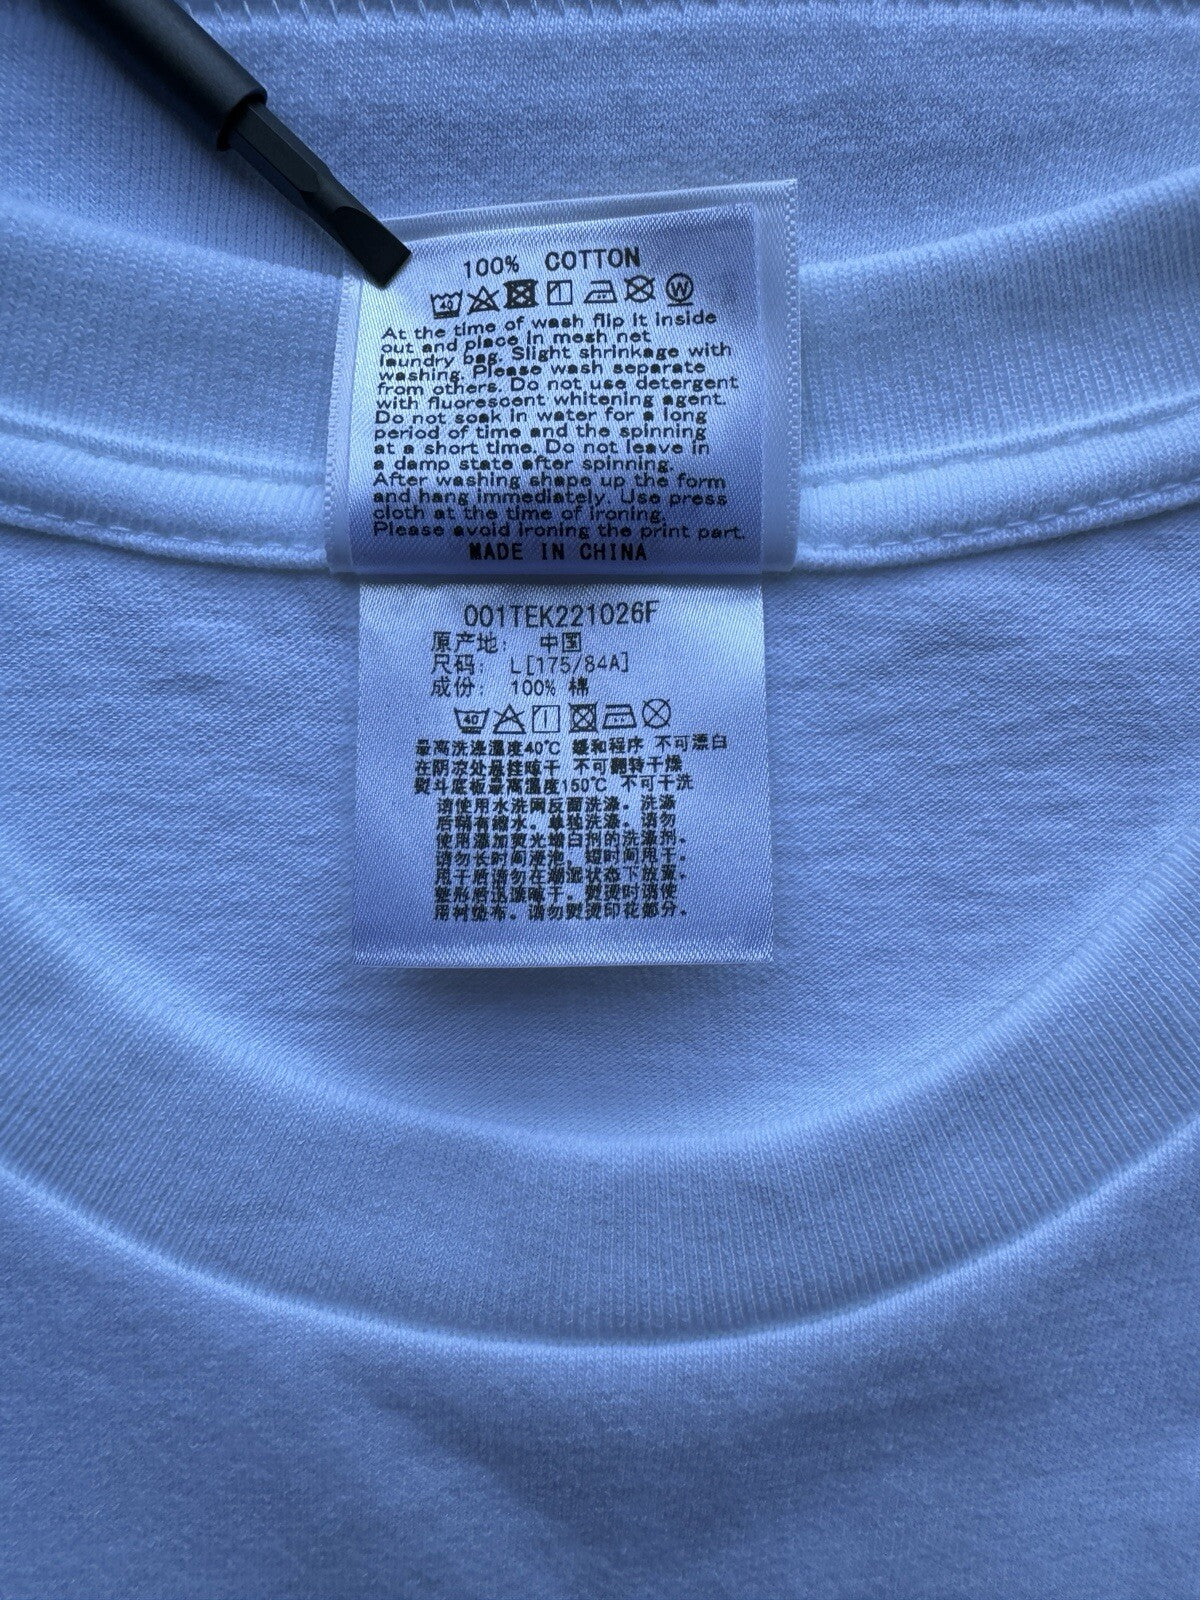 100% COTTON
40 W
At the time of wash flip it inside
out and place in mesh net
laundry bag. Slight shrinkage with
washing. Please wash separate
from others. Do not use detergent
with fluorescent whitening agent.
Do not soak in water for a long
period of time and the spinning
at a short time. Do not leave in
a damp state after spinning.
After washing shape up the form
and hang immediately. Use press
cloth at the time of ironing.
Please avoid ironing the print part.
MADE IN CHINA
001TEK221026F
原产地: 中国
尺码: L[175/84A]
成份: 100% 棉
40
最高洗涤温度40℃ 缓和程序 不可漂白
在阴凉处悬挂晾干 不可翻转干燥
熨斗底板最高温度150℃ 不可干洗
请使用水洗网反面洗涤。洗涤
后稍有缩水。单独洗涤。请勿
使用添加荧光增白剂的洗涤剂。
请勿长时间浸泡，短时间甩干。
甩干后请勿在潮湿状态下放置。
整形后迅速晾干。熨烫时请使
用衬垫布。请勿熨烫印花部分。